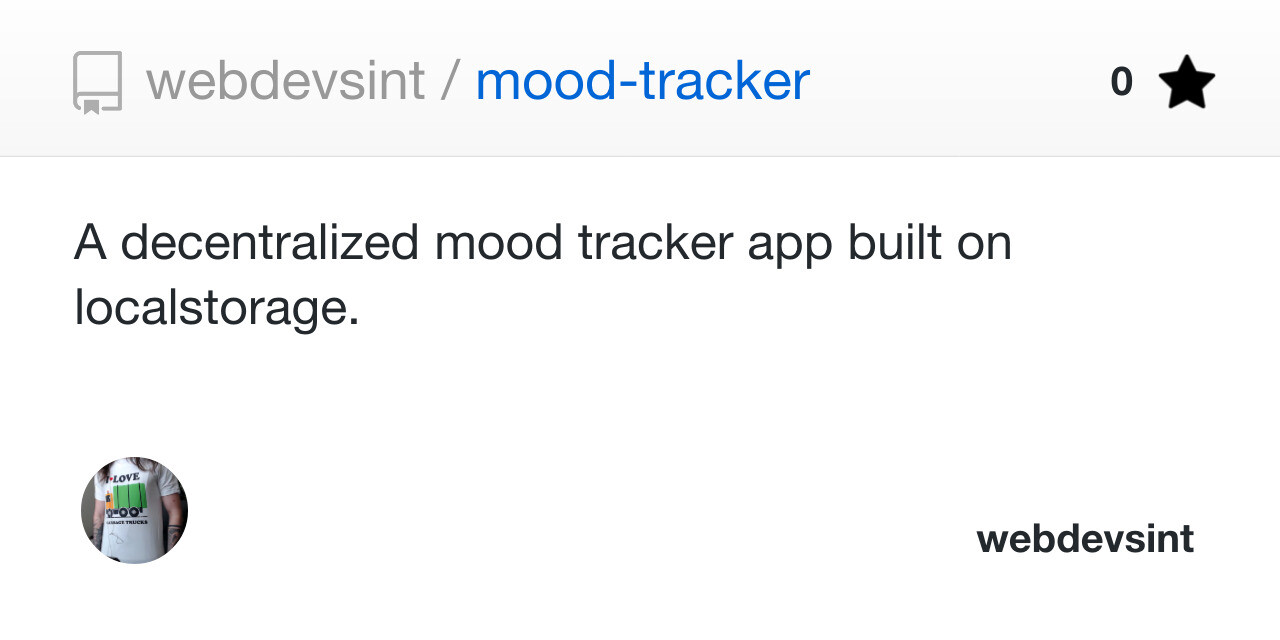 webdevsint / mood-tracker
0
A decentralized mood tracker app built on
localstorage.
LOVE
GARBAGE TRUCKS
webdevsint